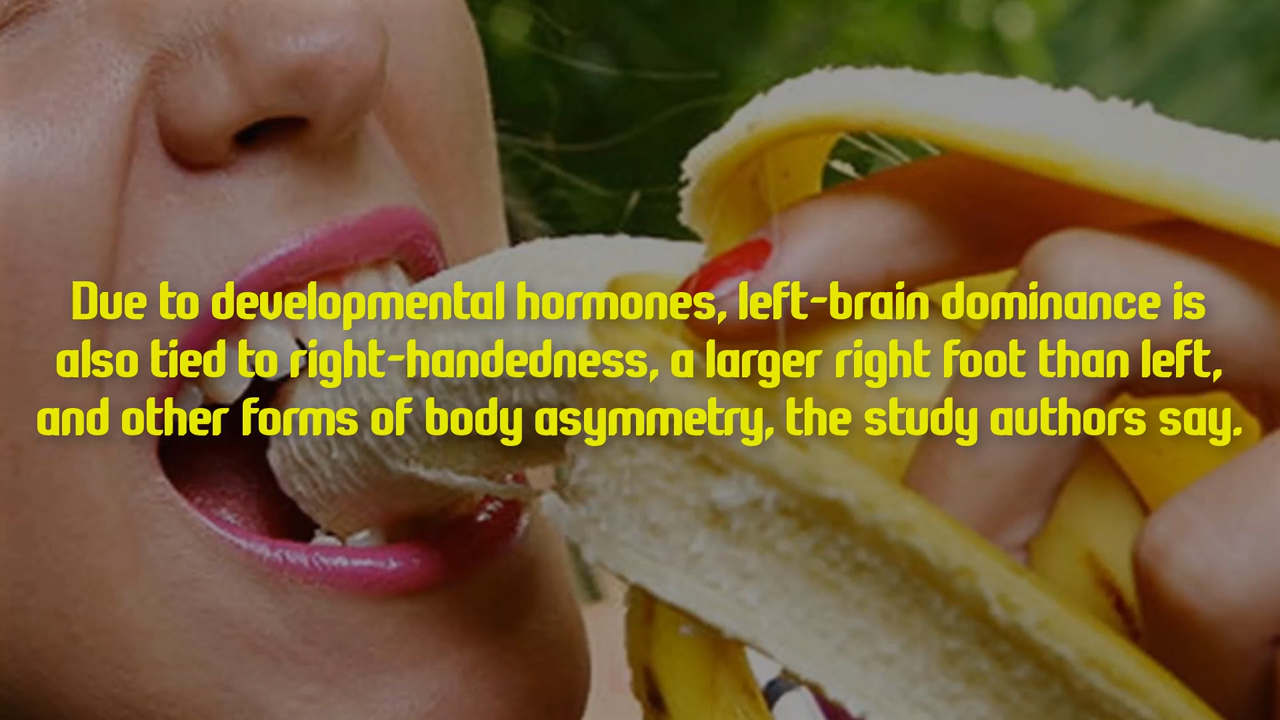 Due to developmental hormones, left-brain dominance is
also tied to right-handedness, a larger right foot than left,
and other forms of body asymmetry, the study authors say.